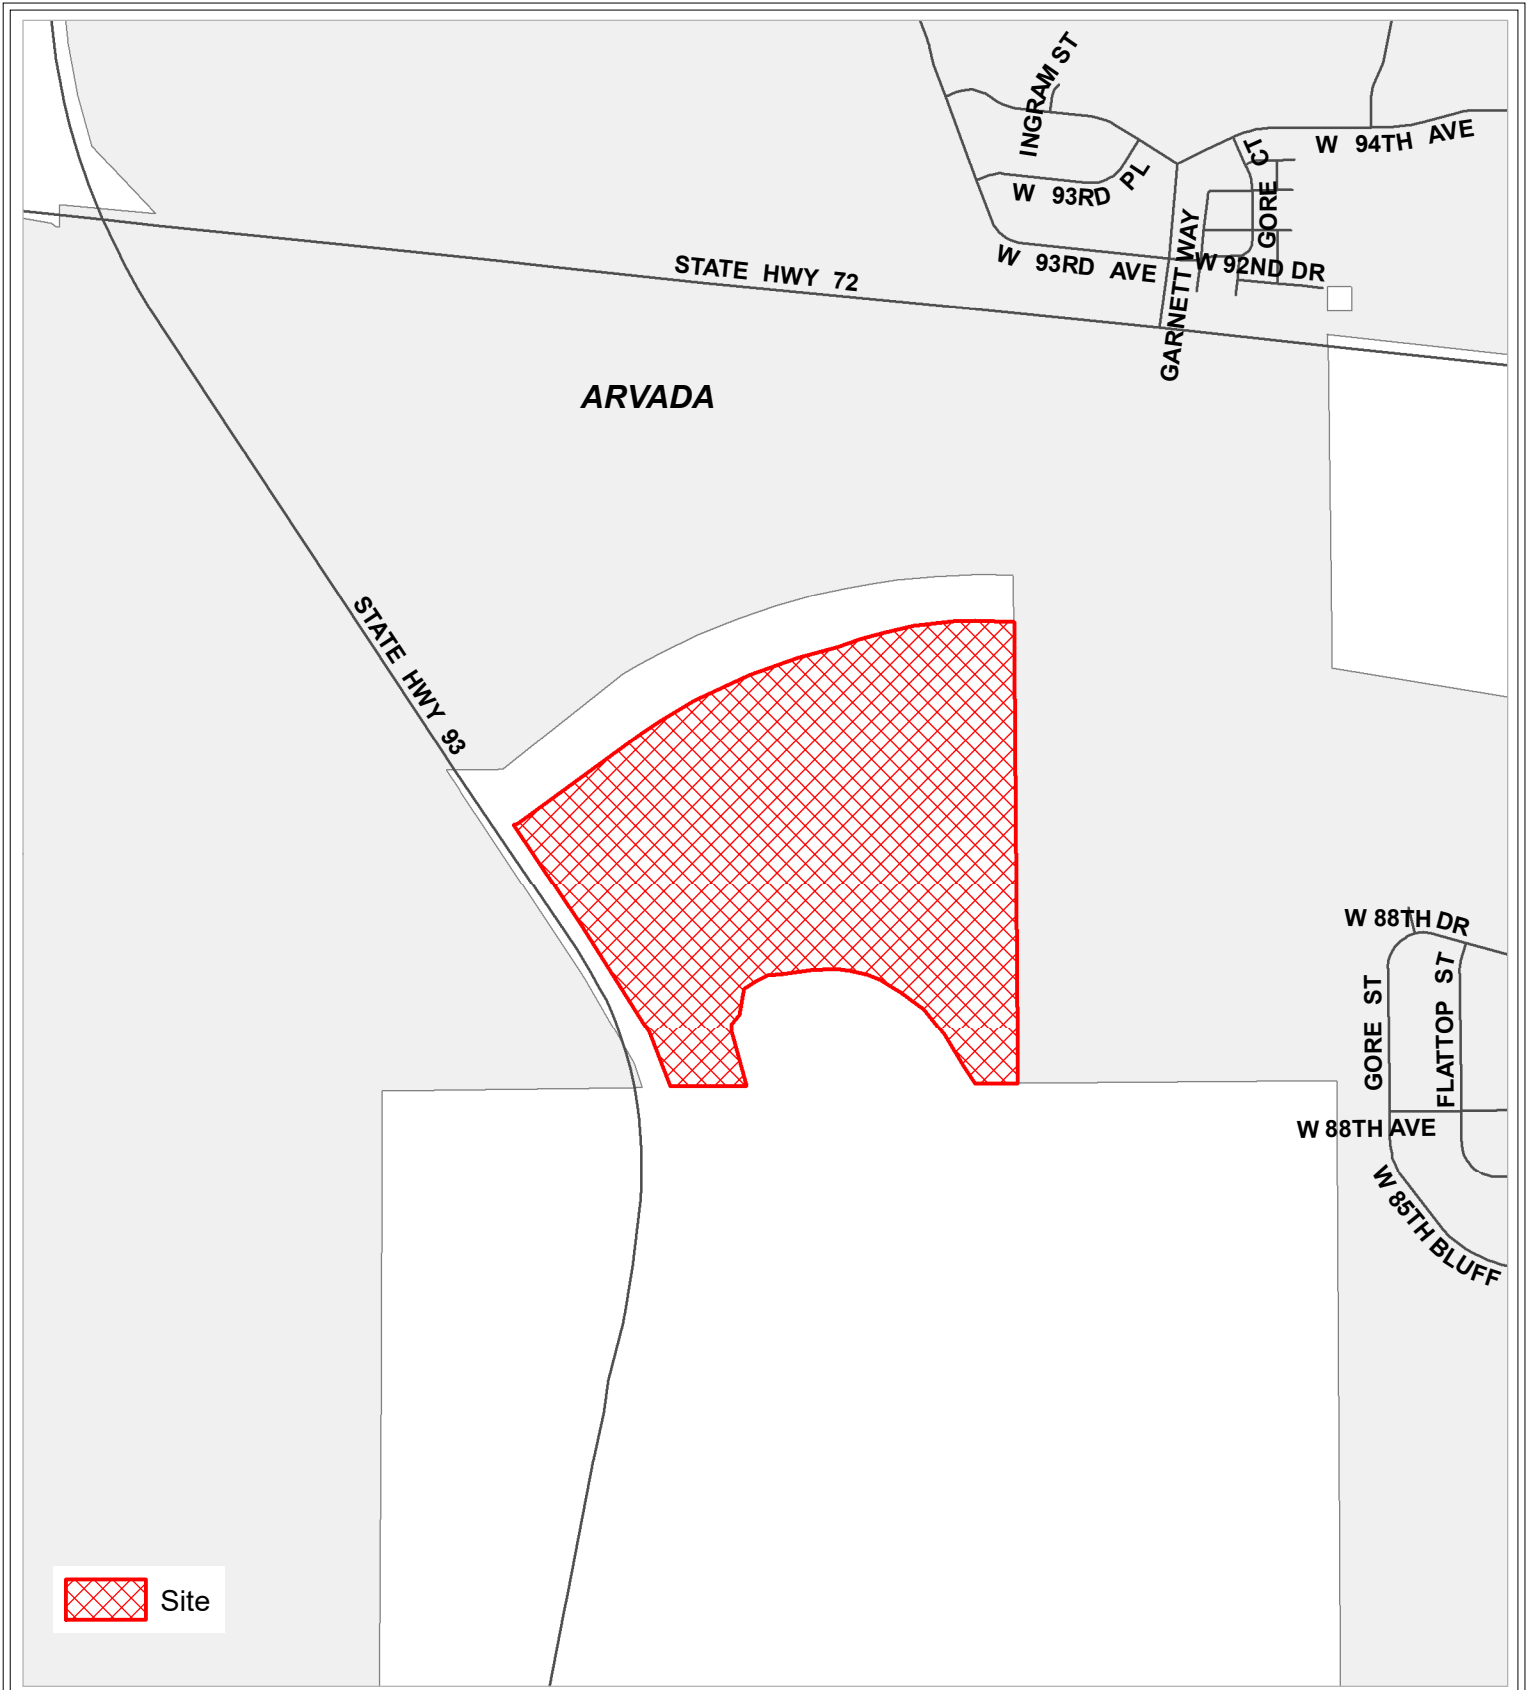 INGRAM ST
W 94TH AVE
GORE CT
W 93RD PL
GARNETT WAY
W 93RD AVE
W 92ND DR
STATE HWY 72
ARVADA
STATE HWY 93
W 88TH DR
GORE ST
FLATTOP ST
W 88TH AVE
W 85TH BLUFF
Site